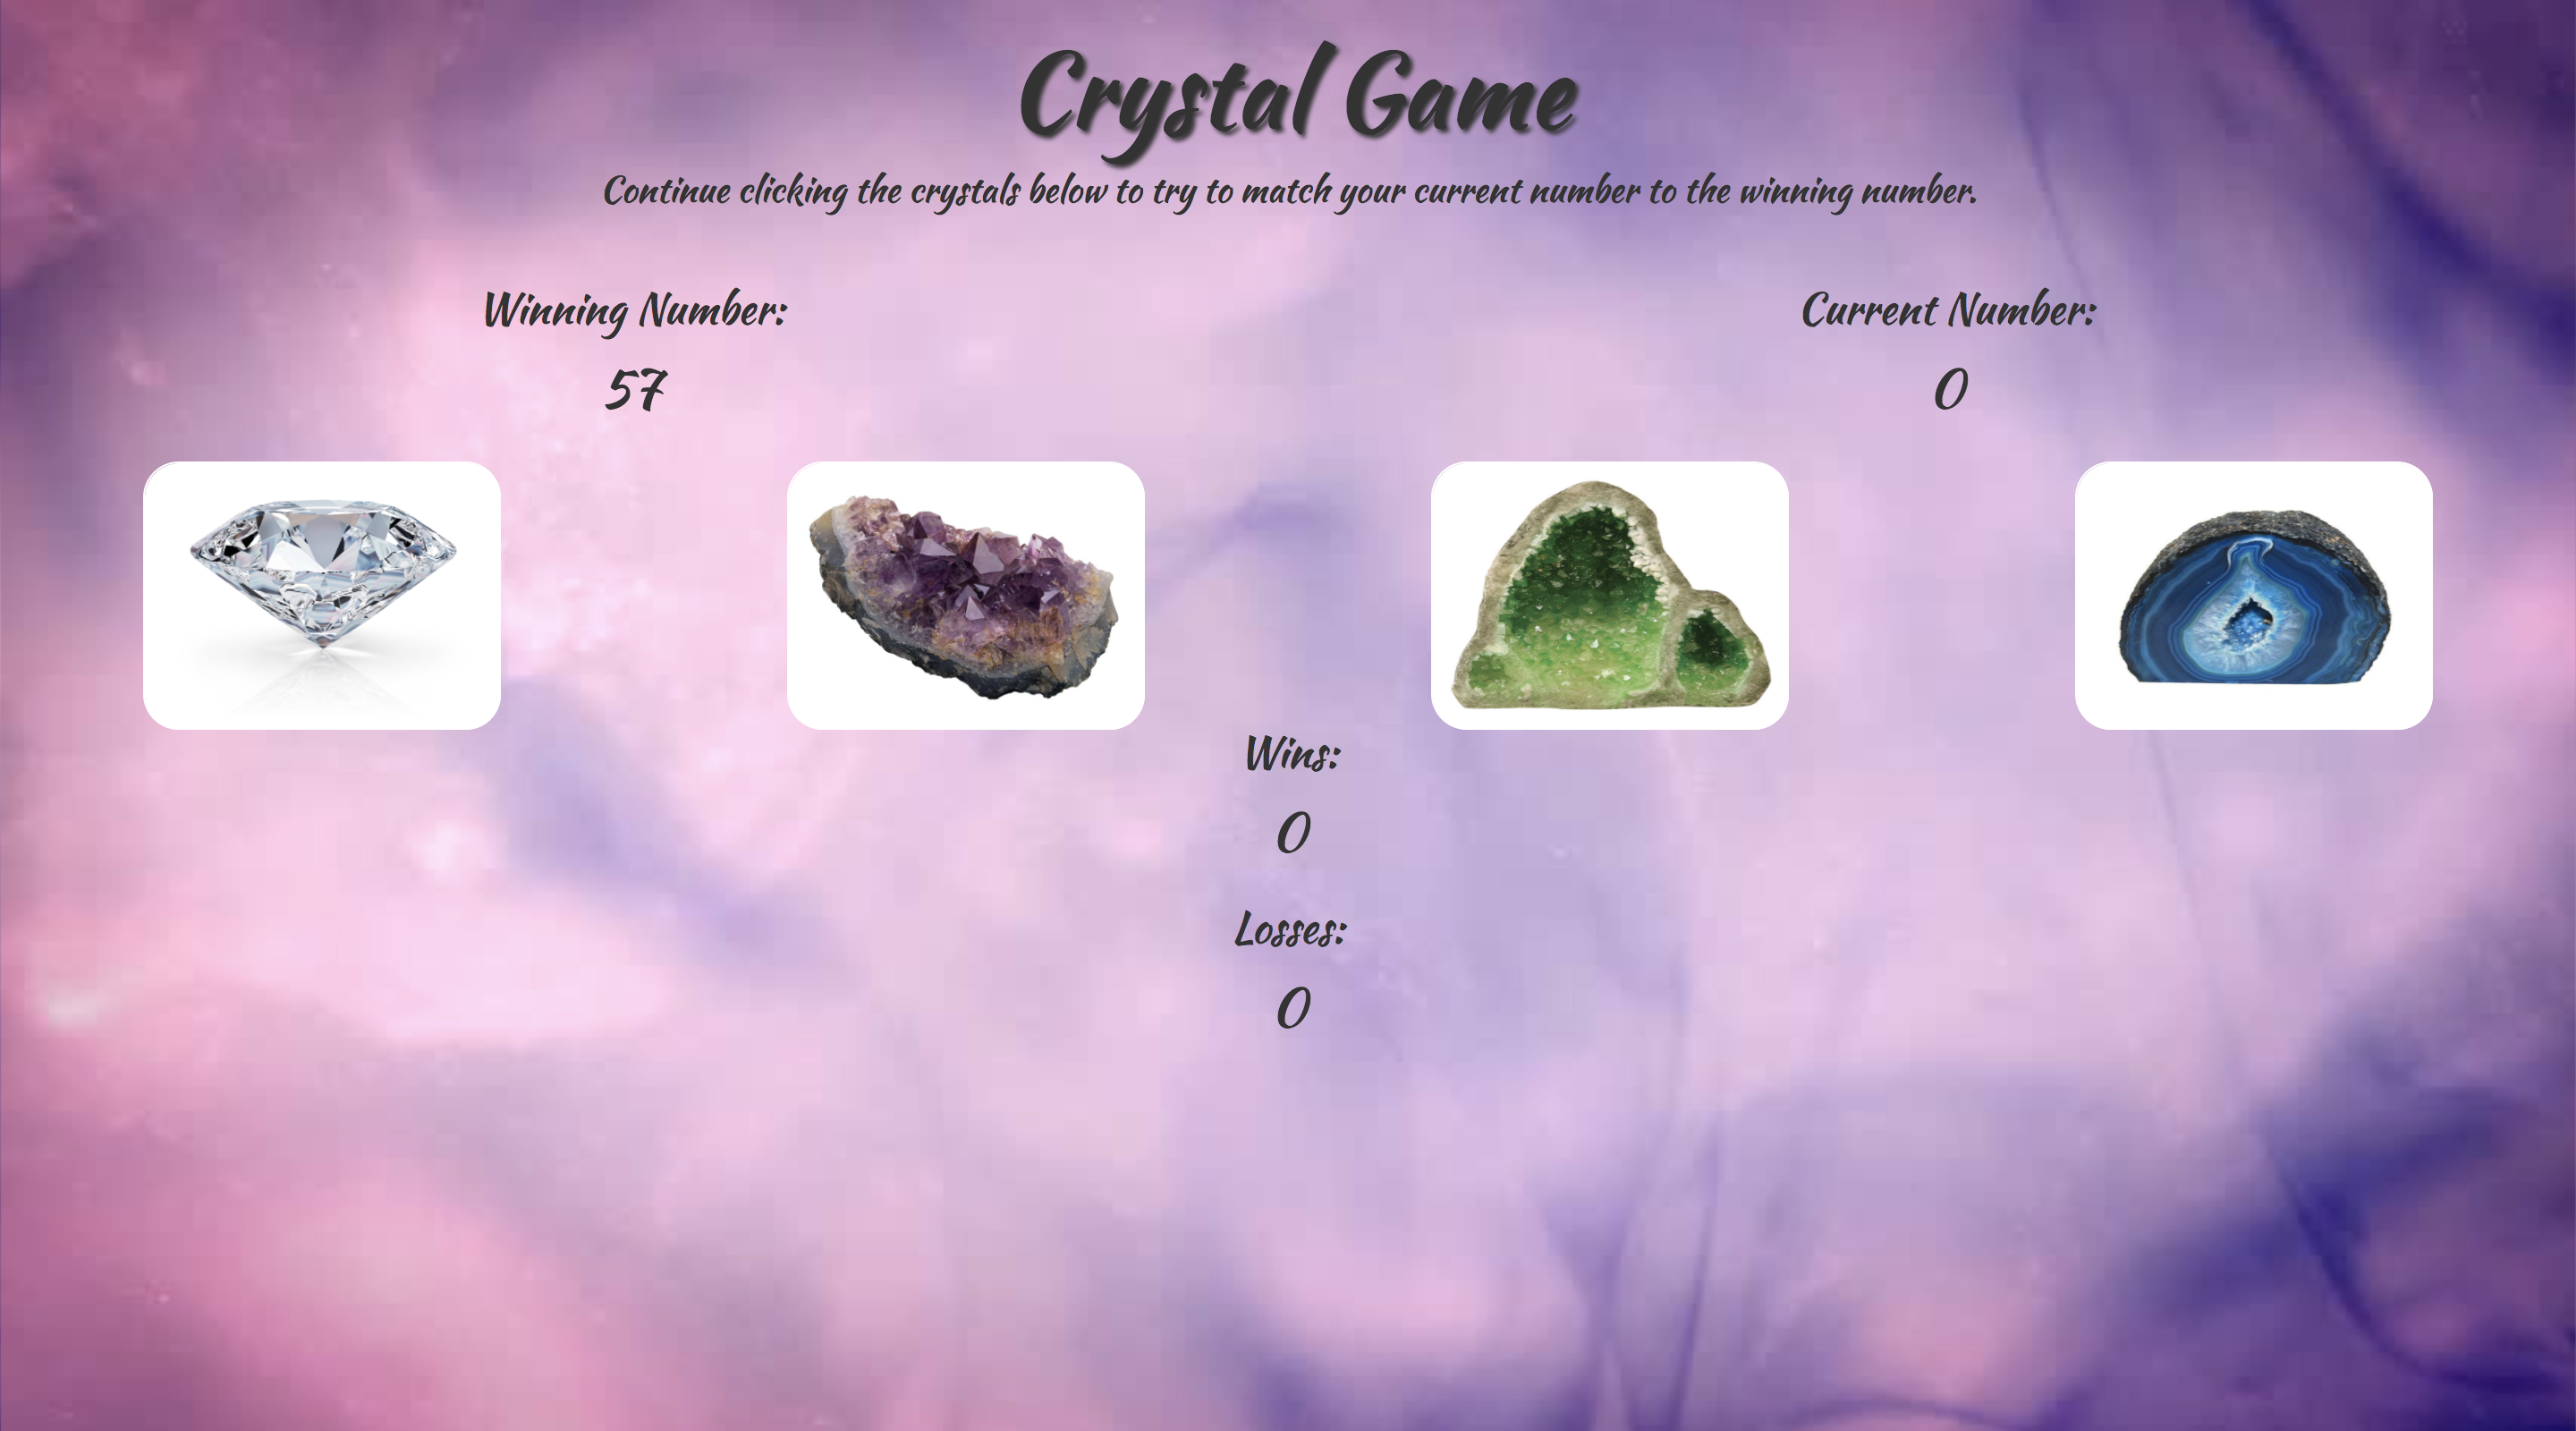 Crystal Game
Continue clicking the crystals below to try to match your current number to the winning number.
Winning Number:
57
Current Number:
0
Wins:
0
Losses:
0